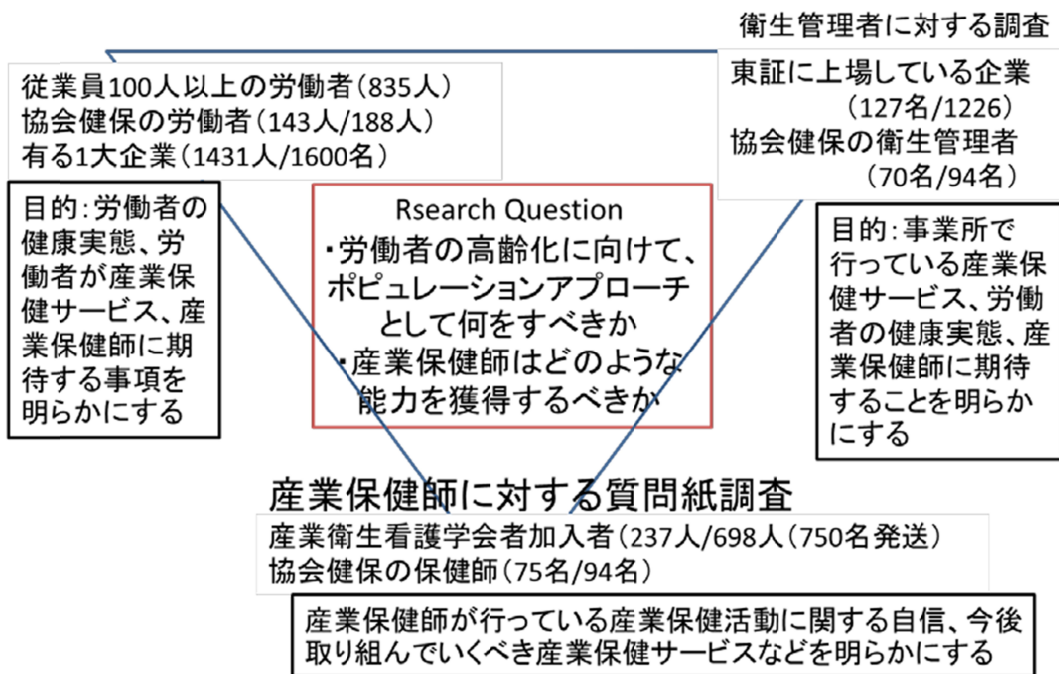 衛生管理者に対する調査
従業員100人以上の労働者(835人)
協会健保の労働者(143人/188人)
有る1大企業(1431人/1600名)
東証に上場している企業
(127名/1226)
協会健保の衛生管理者
(70名/94名)
目的:労働者の
健康実態、労
働者が産業保
健サービス、産
業保健師に期
待する事項を
明らかにする
Rsearch Question
・労働者の高齢化に向けて、
ポピュレーションアプローチ
として何をすべきか
・産業保健師はどのような
能力を獲得するべきか
目的:事業所で
行っている産業保
健サービス、労働
者の健康実態、産
業保健師に期待
することを明らか
にする
産業保健師に対する質問紙調査
産業衛生看護学会者加入者(237人/698人(750名発送)
協会健保の保健師(75名/94名)
産業保健師が行っている産業保健活動に関する自信、今後
取り組んでいくべき産業保健サービスなどを明らかにする